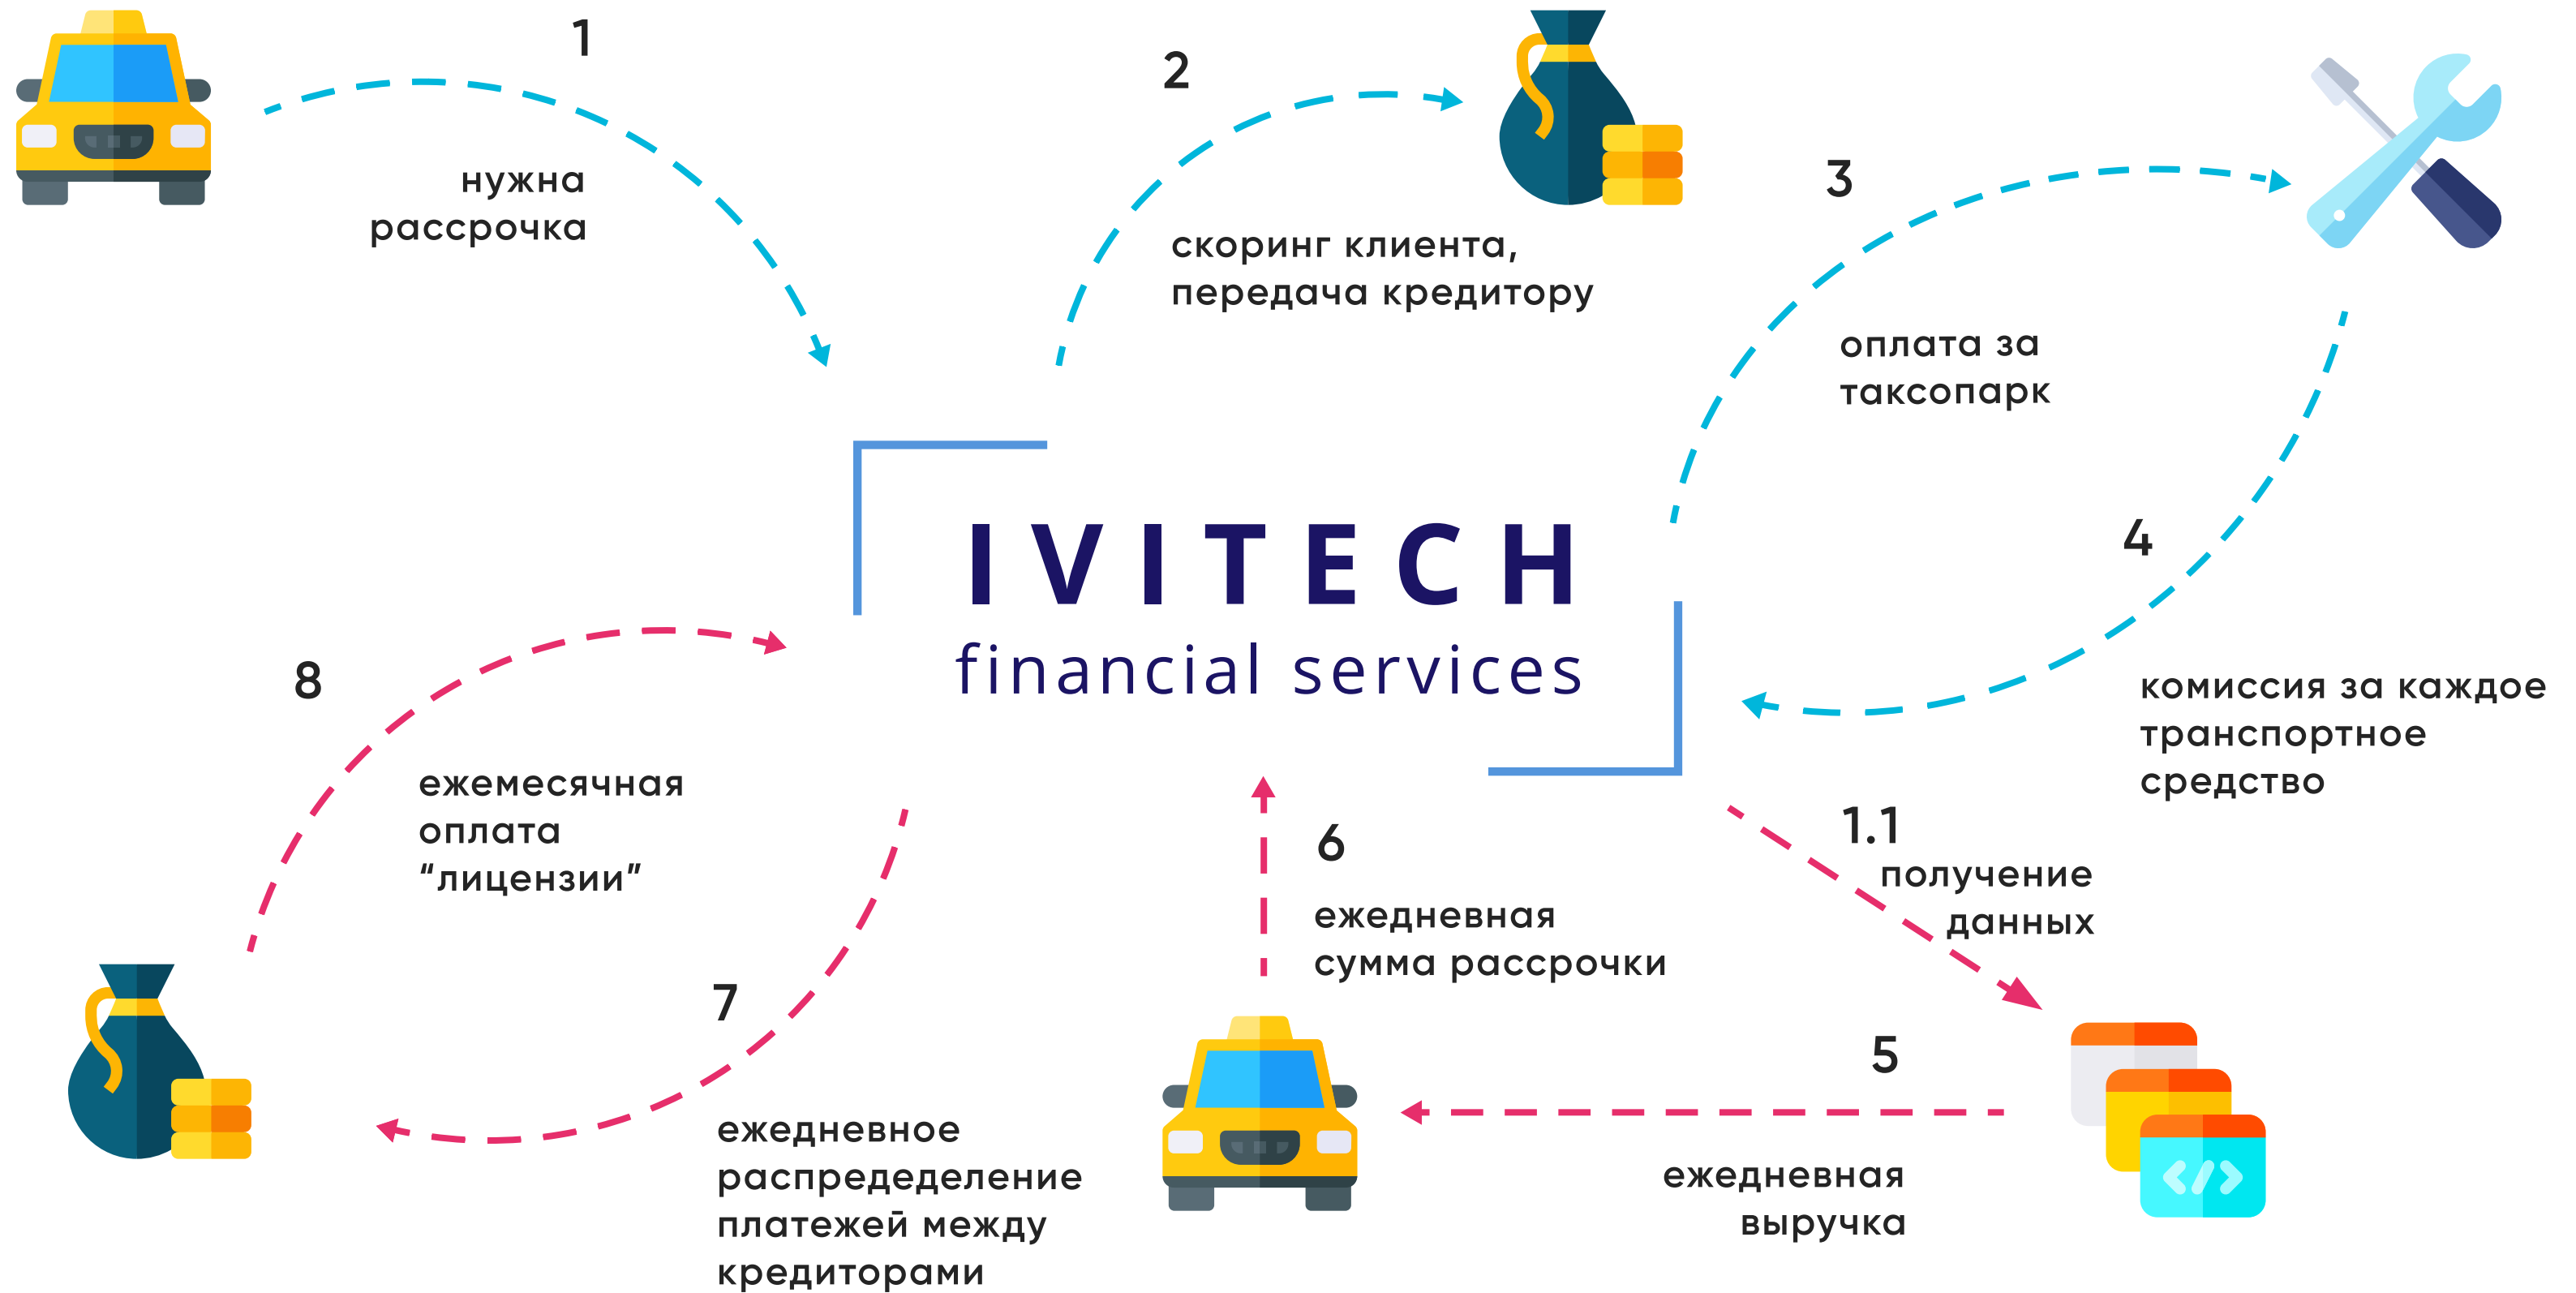 1
нужна
рассрочка
2
скоринг клиента,
передача кредитору
3
оплата за
таксопарк
4
комиссия за каждое
транспортное
средство
IVITECH
financial services
8
ежемесячная
оплата
“лицензии”
7
ежедневное
распредеделение
платежей между
кредиторами
6
ежедневная
сумма рассрочки
1.1
получение
данных
5
ежедневная
выручка